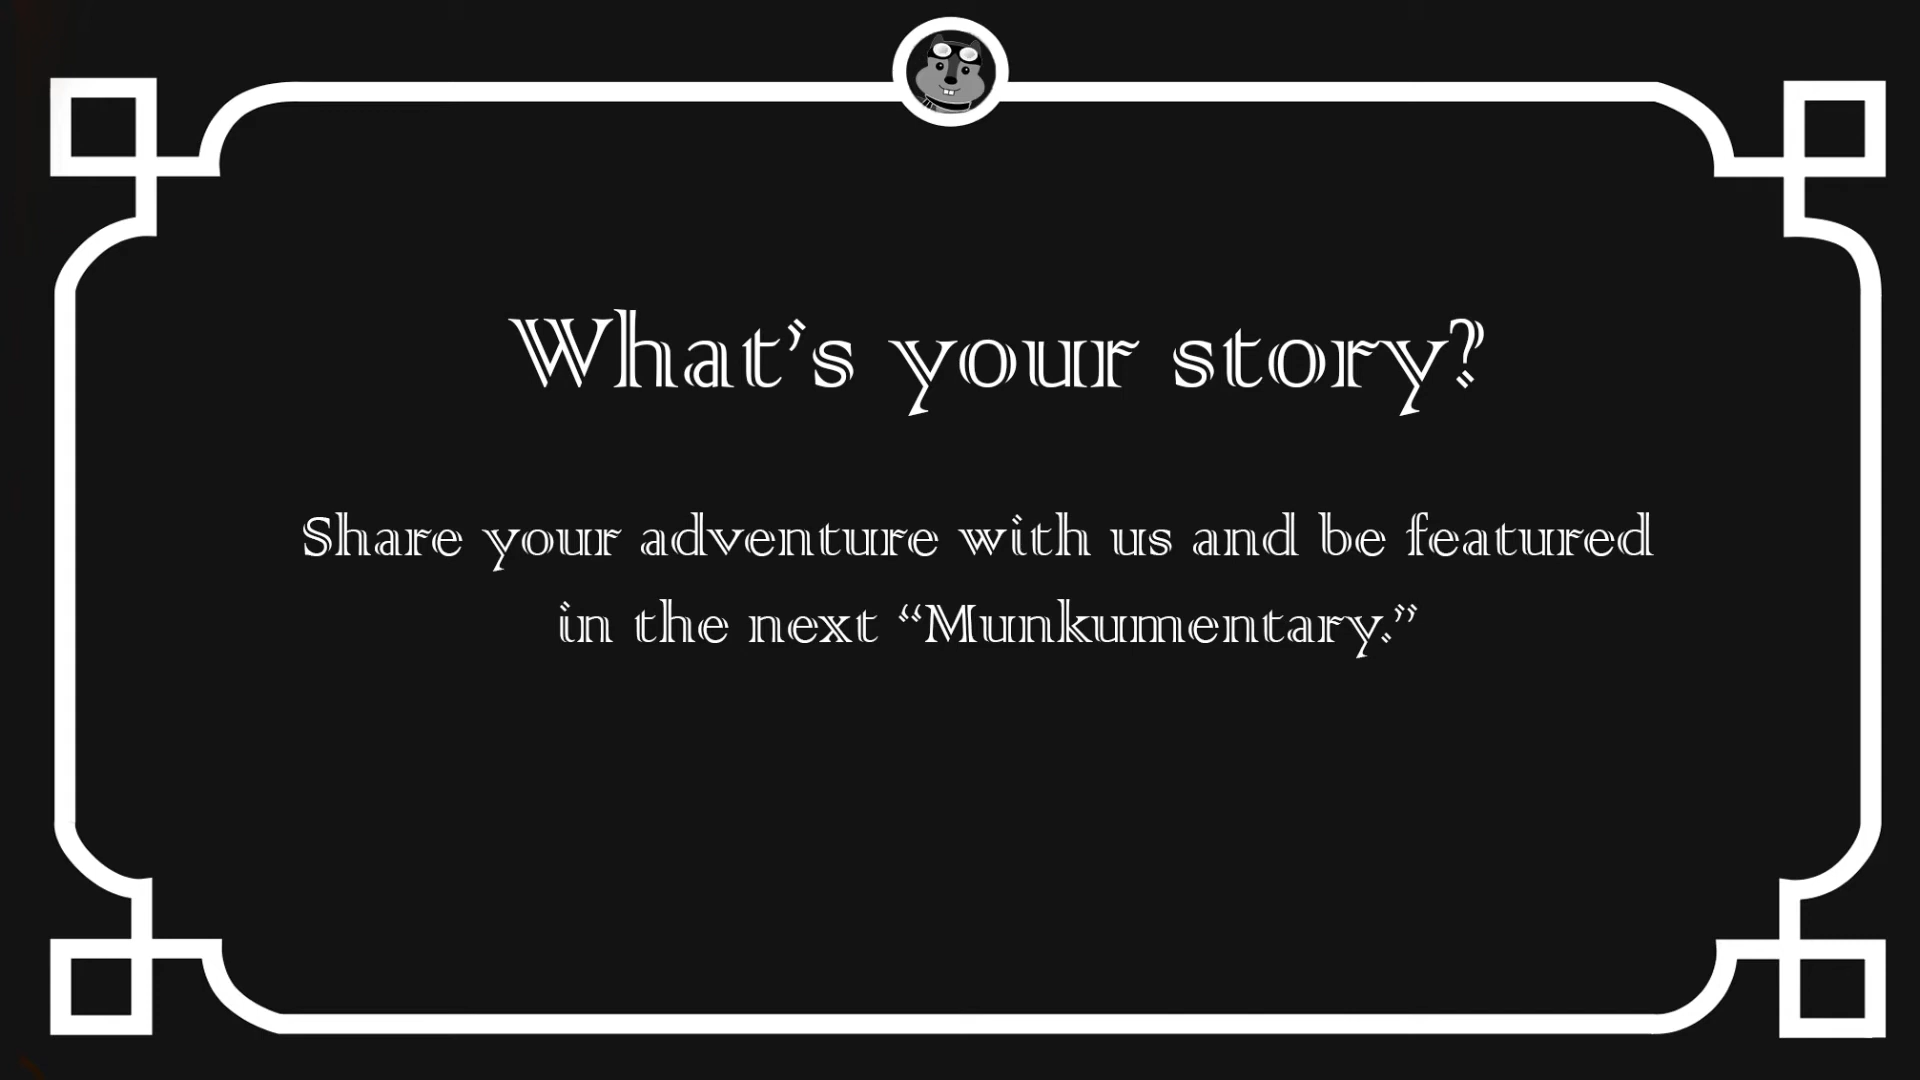 What’s your story?
Share your adventure with us and be featured
in the next “Munkumentary.”